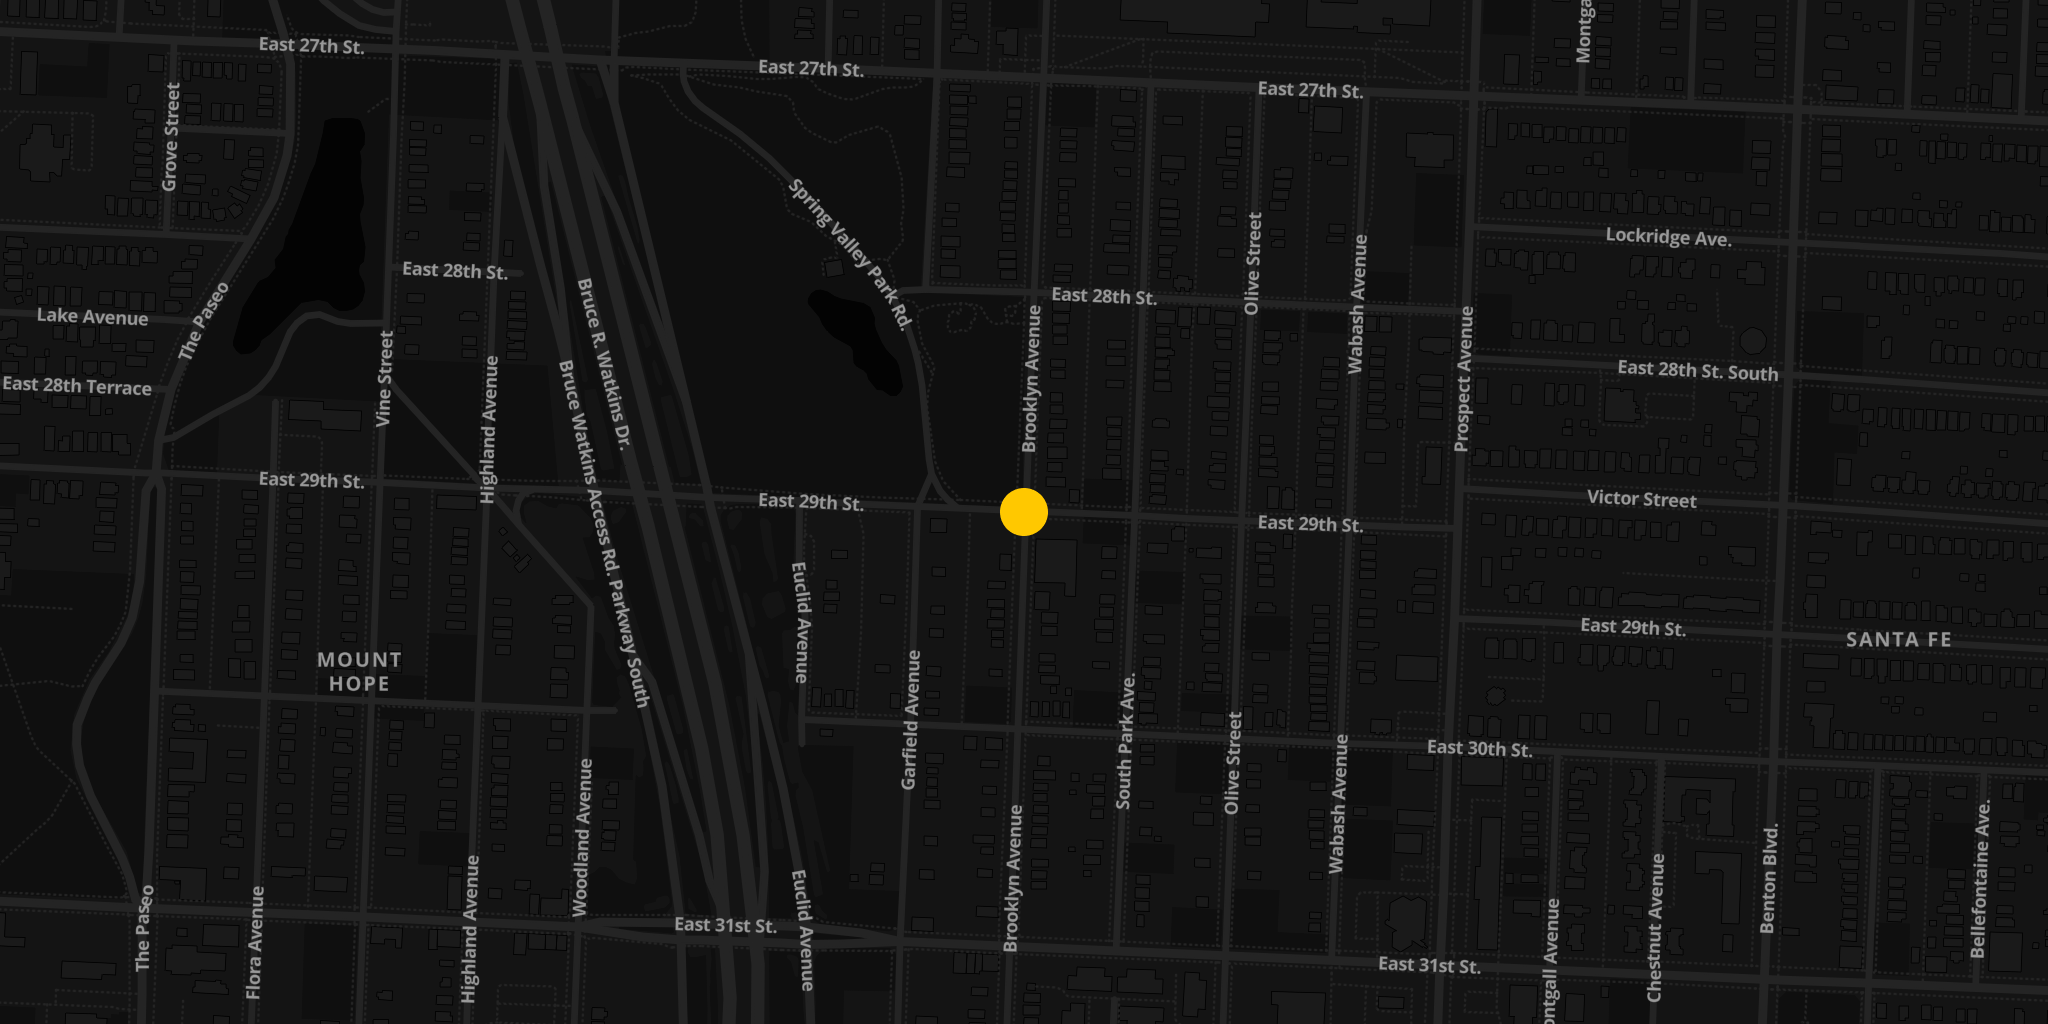 East 27th St.
East 27th St.
East 27th St.
Montga
Grove Street
Spring Valley Park Rd.
Lockridge Ave.
Olive Street
Wabash Avenue
East 28th St.
East 28th St.
The Paseo
Lake Avenue
Bruce R. Watkins Dr.
Brooklyn Avenue
Prospect Avenue
East 28th St. South
Vine Street
East 28th Terrace
Highland Avenue
Bruce Watkins Access Rd. Parkway South
East 29th St.
East 29th St.
East 29th St.
Victor Street
Euclid Avenue
East 29th St.
SANTA FE
MOUNT
HOPE
Garfield Avenue
South Park Ave.
Olive Street
Wabash Avenue
East 30th St.
Woodland Avenue
Brooklyn Avenue
Benton Blvd.
Bellefontaine Ave.
The Paseo
Flora Avenue
Highland Avenue
East 31st St.
Euclid Avenue
East 31st St.
ontgall Avenue
Chestnut Avenue